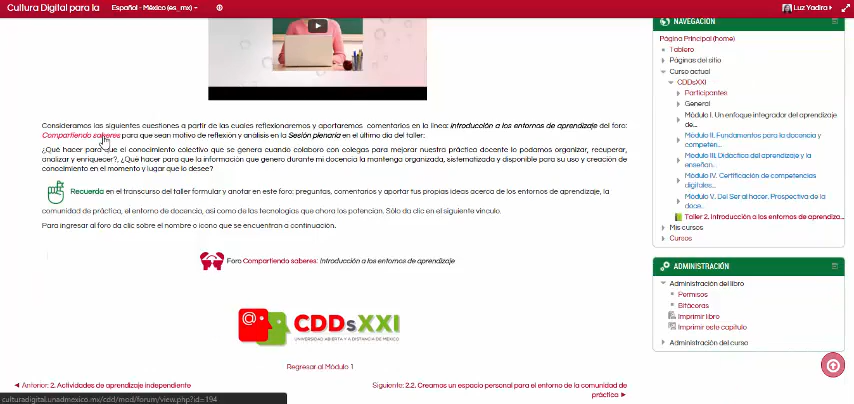 Cultura Digital para la Español - México (es_mx) Luz Yadira
Consideramos las siguientes cuestiones a partir de las cuales reflexionaremos y aportaremos comentarios en la línea: Introducción a los entornos de aprendizaje del foro:
Compartiendo saberes para que sean motivo de reflexión y análisis en la Sesión plenaria en el último día del taller:
¿Qué hacer para que el conocimiento colectivo que se genera cuando colaboro con colegas para mejorar nuestra práctica docente lo podamos organizar, recuperar,
analizar y enriquecer?, ¿Qué hacer para que la información que genero durante mi docencia la mantenga organizada, sistematizada y disponible para su uso y creación de
conocimiento en el momento y lugar que lo desee?
Recuerda en el transcurso del taller formular y anotar en este foro: preguntas, comentarios y aportar tus propias ideas acerca de los entornos de aprendizaje, la
comunidad de práctica, el entorno de docencia, así como de las tecnologías que ahora los potencian. Sólo da clic en el siguiente vínculo:
Para ingresar al foro da clic sobre el nombre o icono que se encuentran a continuación.
Foro Compartiendo saberes: Introducción a los entornos de aprendizaje
@
CDDsXXI
UNIVERSIDAD ABIERTA Y A DISTANCIA DE MÉXICO
Regresar al Módulo 1
◄ Anterior: 2. Actividades de aprendizaje independiente
Siguiente: 2.2. Creamos un espacio personal para el entorno de la comunidad de
práctica ►
culturadigital.unadmexico.mx/cdd/mod/forum/view.php?id=194
NAVEGACIÓN
Página Principal (home)
Tablero
Páginas del sitio
Curso actual
CDDsXXI
Participantes
General
Módulo I. Un enfoque integrador del aprendizaje
de...
Módulo II. Fundamentos para la docencia y
competen...
Módulo III. Didáctica del aprendizaje y la
enseñan...
Módulo IV. Certificación de competencias
digitales...
Módulo V. Del Ser al hacer. Prospectiva de la
doce...
Taller 2. Introducción a los entornos de aprendiza...
Mis cursos
Cursos
ADMINISTRACIÓN
Administración del libro
Permisos
Bitácoras
Imprimir libro
Imprimir este capítulo
Administración del curso